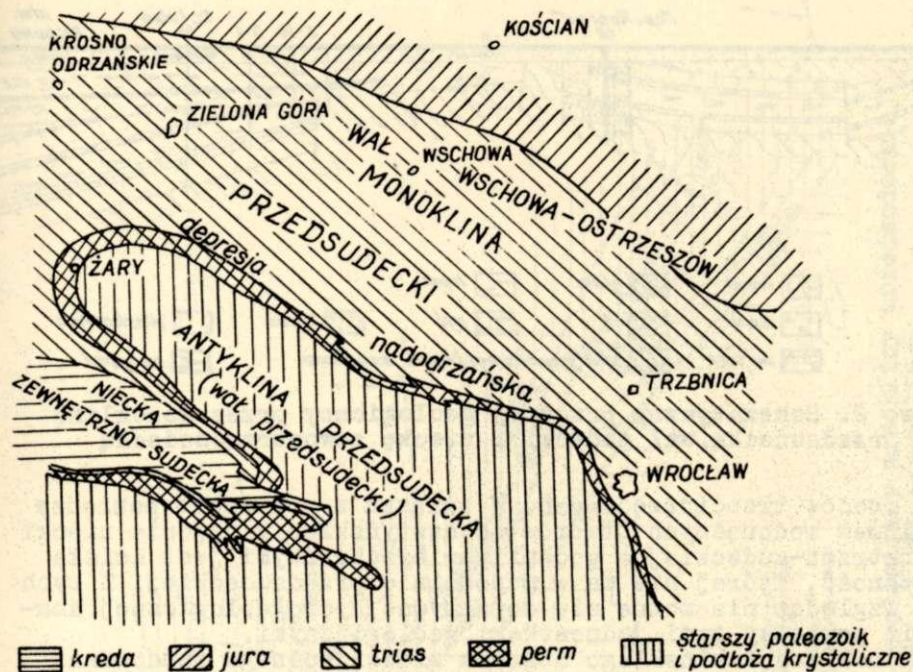 KOŚCIAN
KROSNO
ODRZAŃSKIE
ZIELONA GÓRA
WAŁ
WSCHOWA
WSCHOWA-OSTRZESZÓW
MONOKLINA
PRZEDSUDECKI
depresja
nadodrzańska
ŻARY
ANTYKLINA
(wał przedsudecki)
PRZEDSUDECKA
NIECKA
ZEWNĘTRZNO-
SUDECKA
TRZBNICA
WROCŁAW
kreda
jura
trias
perm
starszy paleozoik
i podłoża krystaliczne